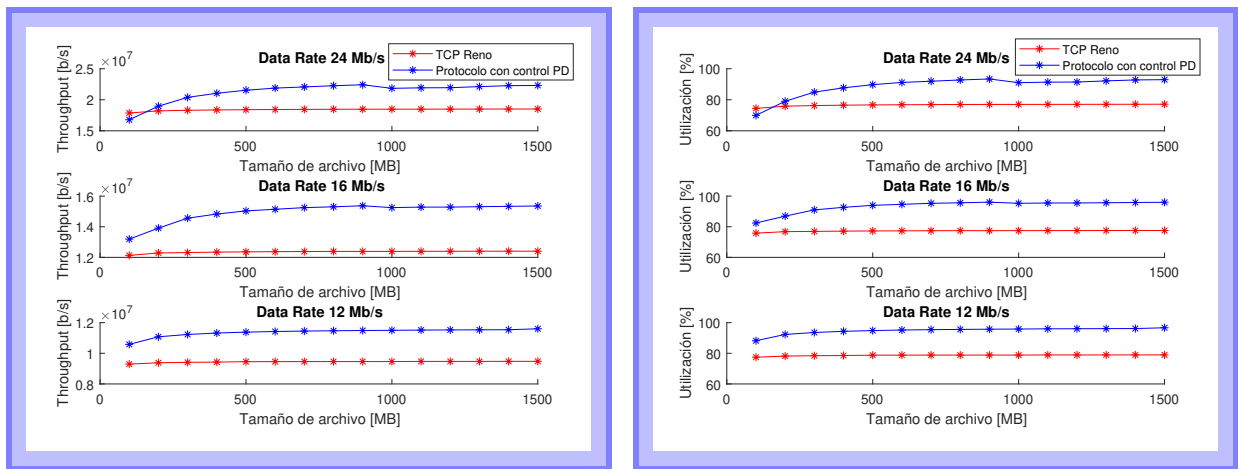 Data Rate 24 Mb/s
TCP Reno
Protocolo con control PD
×10^7
Throughput [b/s]
2.5
2
1.5
0
500
1000
1500
Tamaño de archivo [MB]
Data Rate 16 Mb/s
×10^7
Throughput [b/s]
1.6
1.4
1.2
0
500
1000
1500
Tamaño de archivo [MB]
Data Rate 12 Mb/s
×10^7
Throughput [b/s]
1.2
1
0.8
0
500
1000
1500
Tamaño de archivo [MB]
Data Rate 24 Mb/s
TCP Reno
Protocolo con control PD
Utilización [%]
100
80
60
0
500
1000
1500
Tamaño de archivo [MB]
Data Rate 16 Mb/s
Utilización [%]
100
80
60
0
500
1000
1500
Tamaño de archivo [MB]
Data Rate 12 Mb/s
Utilización [%]
100
80
60
0
500
1000
1500
Tamaño de archivo [MB]